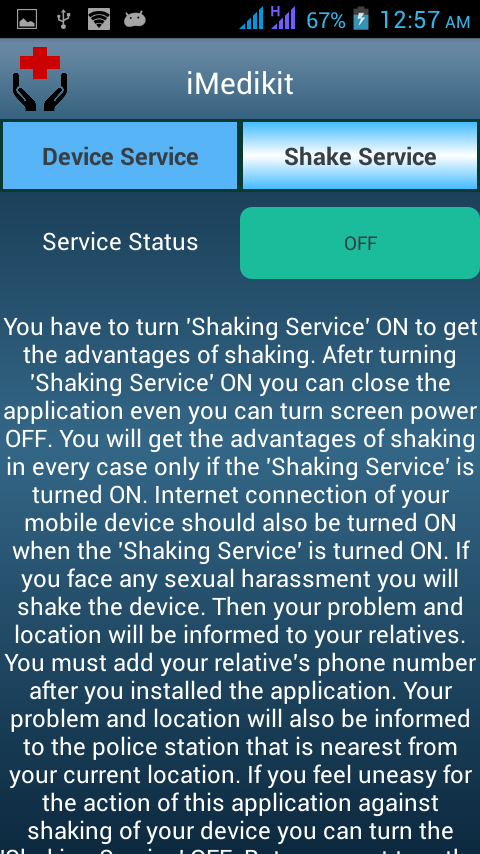 H 67% 12:57 AM
iMedikit
Device Service Shake Service
Service Status OFF
You have to turn 'Shaking Service' ON to get
the advantages of shaking. Afetr turning
'Shaking Service' ON you can close the
application even you can turn screen power
OFF. You will get the advantages of shaking
in every case only if the 'Shaking Service' is
turned ON. Internet connection of your
mobile device should also be turned ON
when the 'Shaking Service' is turned ON. If
you face any sexual harassment you will
shake the device. Then your problem and
location will be informed to your relatives.
You must add your relative's phone number
after you installed the application. Your
problem and location will also be informed
to the police station that is nearest from
your current location. If you feel uneasy for
the action of this application against
shaking of your device you can turn the